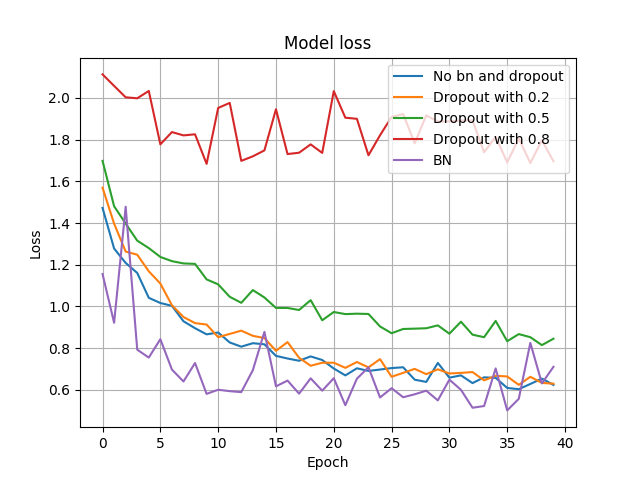 Model loss
No bn and dropout
Dropout with 0.2
Dropout with 0.5
Dropout with 0.8
BN
2.0
1.8
1.6
1.4
1.2
1.0
0.8
0.6
Loss
0 5 10 15 20 25 30 35 40
Epoch